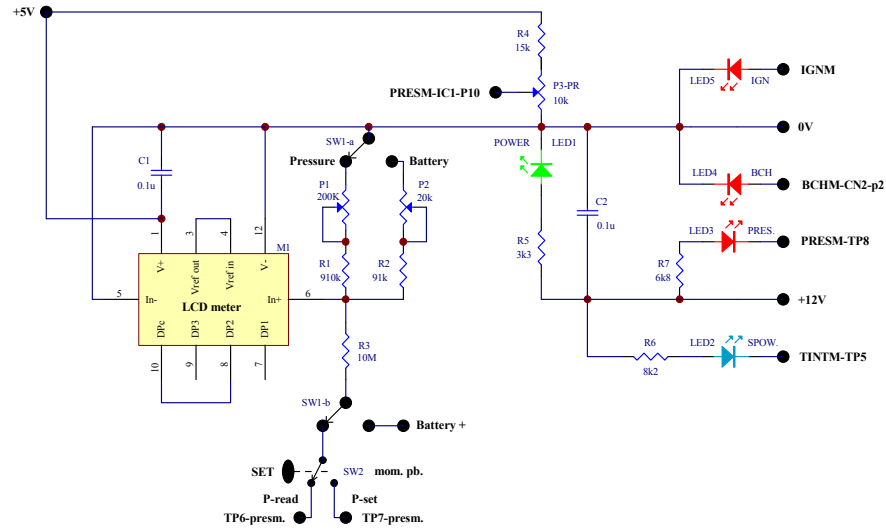 +5V
R4
15k
LED5
IGN
IGNM
PRESM-IC1-P10
P3-PR
10k
0V
SW1-a
POWER
LED1
C1
0.1u
Pressure
Battery
LED4
BCH
BCHM-CN2-p2
P1
200K
P2
20k
C2
0.1u
LED3
PRES.
PRESM-TP8
1
3
4
12
M1
V+
Vref out
Vref in
V-
R1
910k
R2
91k
R5
3k3
R7
6k8
5
In-
LCD meter
In+
6
+12V
DPc
DP3
DP2
DP1
10
9
8
7
R3
10M
R6
8k2
LED2
SPOW.
TINTM-TP5
SW1-b
Battery +
SET
SW2
mom. pb.
P-read
P-set
TP6-presm.
TP7-presm.